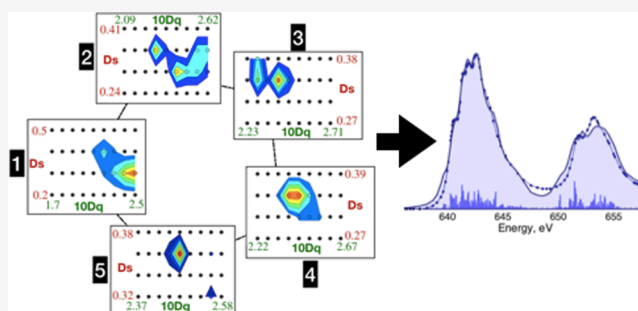 2.09 10Dq 2.62
0.41
2
Ds
0.24
3
0.38
Ds
0.27
2.23 10Dq 2.71
0.5
1
Ds
0.2
1.7 10Dq 2.5
0.39
Ds
0.27
2.22 10Dq 2.67
4
0.38
Ds
5
0.32
2.37 10Dq 2.58
640 645 650 655
Energy, eV